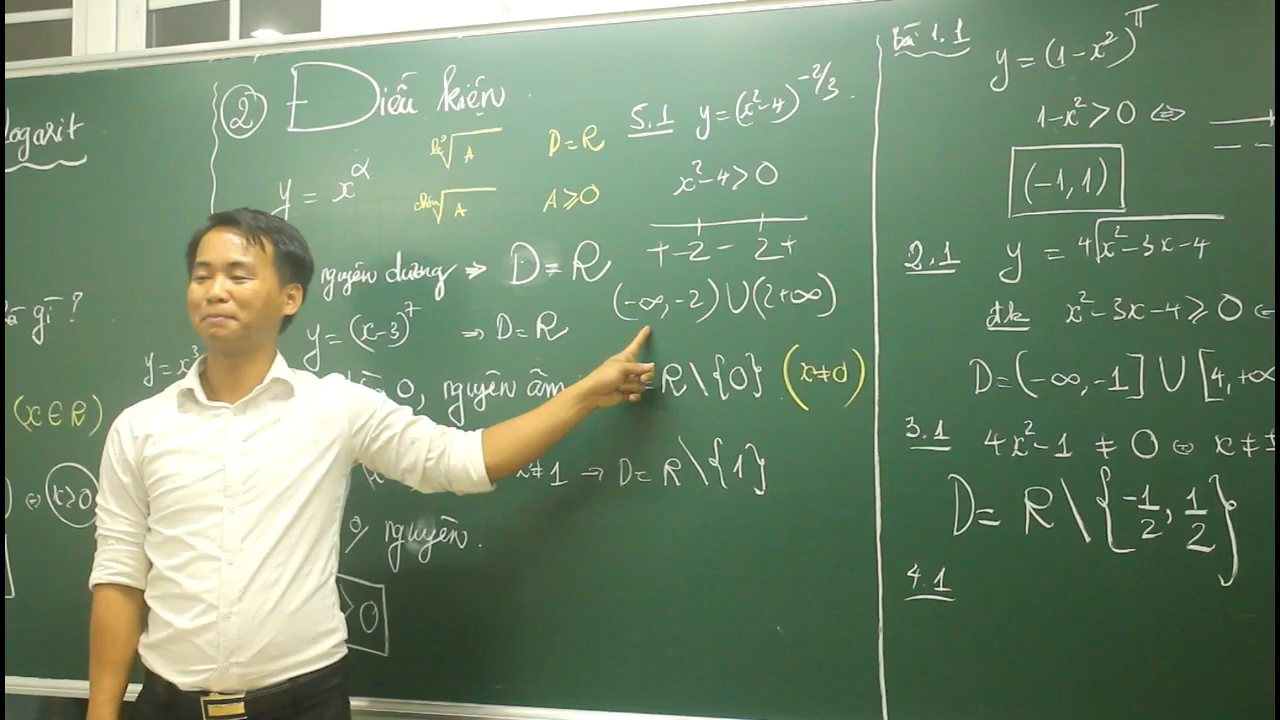 logarit
gì?
(x ∈ R)
⇔ x > 0
② Điều kiện
y = x^α
lẻ√A D = R
chẵn√A A ≥ 0
nguyên dương ⇒ D = R
y = x³
y = (x-3)⁷ ⇒ D = R
= 0, nguyên âm = R \ {0} (x ≠ 0)
x ≠ 1 → D = R \ {1}
nguyên.
> 0
5.1 y = (x²-4)^(-2/3).
x²-4 > 0
+ -2 - 2 +
(-∞, -2) ∪ (2 +∞)
Bài 1.1
y = (1-x²)^π
1-x² > 0 ⇔
(-1, 1)
2.1 y = ⁴√(x²-3x-4)
đk x²-3x-4 ≥ 0 ⇔
D = (-∞, -1] ∪ [4, +∞
3.1 4x²-1 ≠ 0 ⇔ x ≠ ±
D = R \ {-1/2, 1/2}
4.1